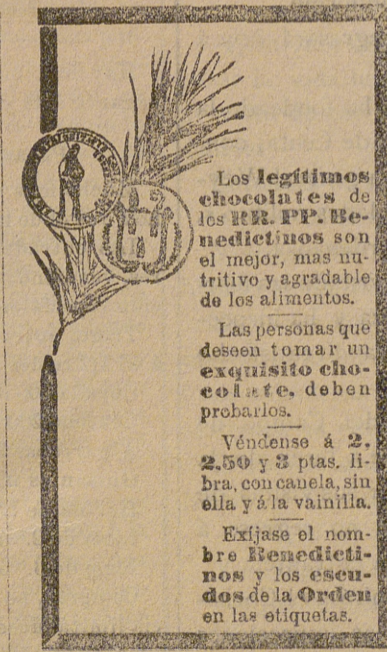 Los legítimos
chocolates de
los RR. PP. Be-
nedictinos son
el mejor, mas nu-
tritivo y agradable
de los alimentos.
Las personas que
deseen tomar un
exquisito cho-
colate, deben
probarlos.
Véndense á 2,
2.50 y 3 ptas. li-
bra, con canela, sin
ella y á la vainilla.
Exíjase el nom-
bre Benedicti-
nos y los escu-
dos de la Orden
en las etiquetas.